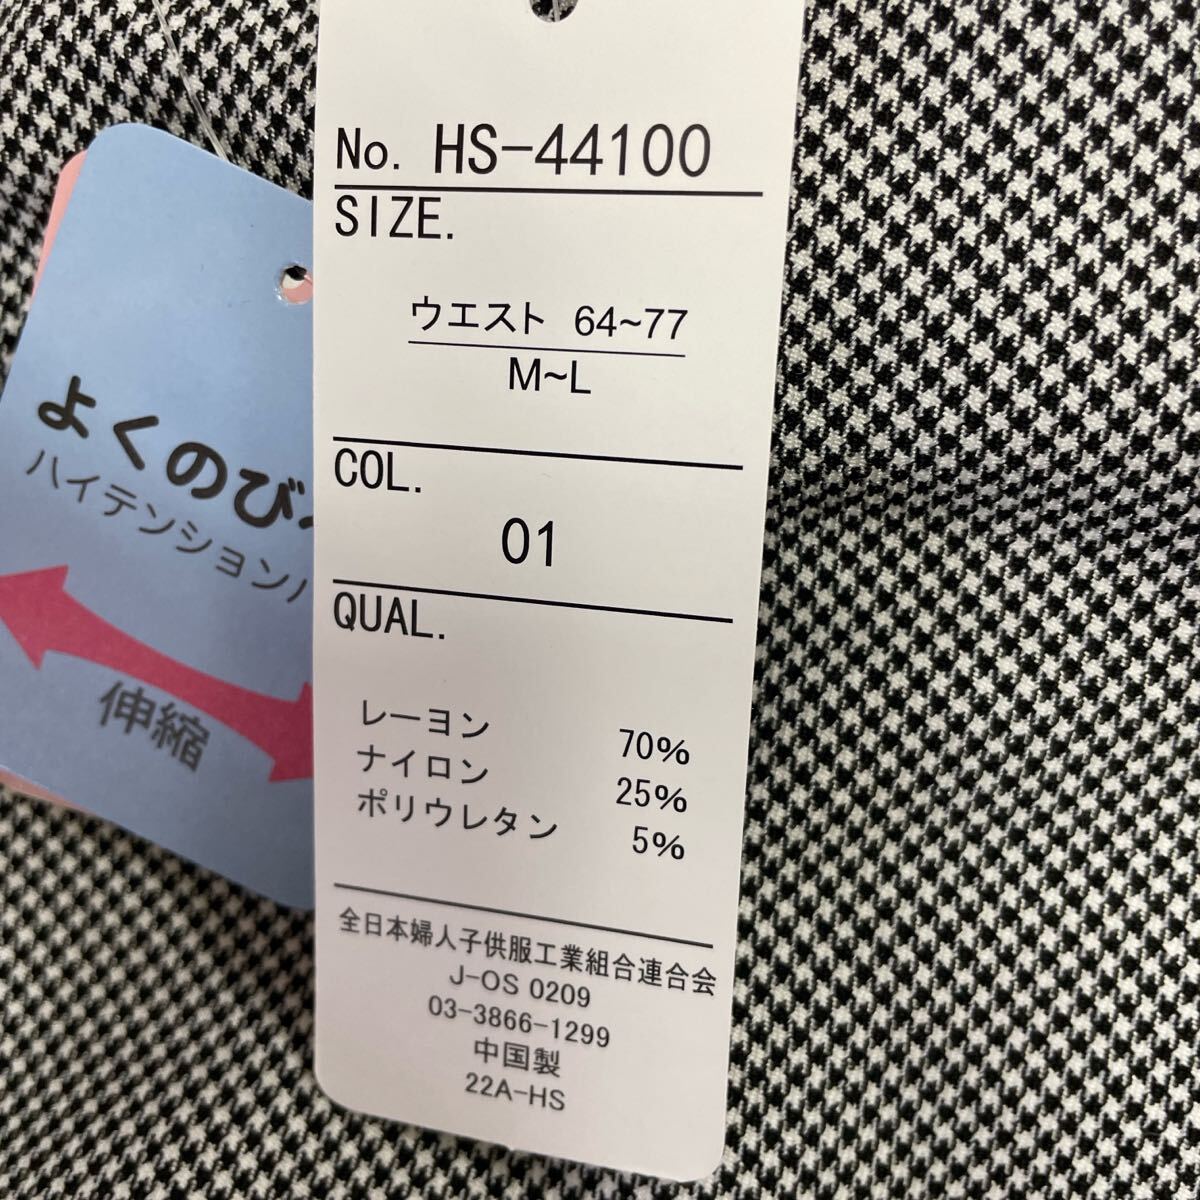 No. HS-44100
SIZE.
ウエスト 64~77
M~L
COL.
01
QUAL.
レーヨン 70%
ナイロン 25%
ポリウレタン 5%
全日本婦人子供服工業組合連合会
J-OS 0209
03-3866-1299
中国製
22A-HS
よくのび
ハイテンション
伸縮